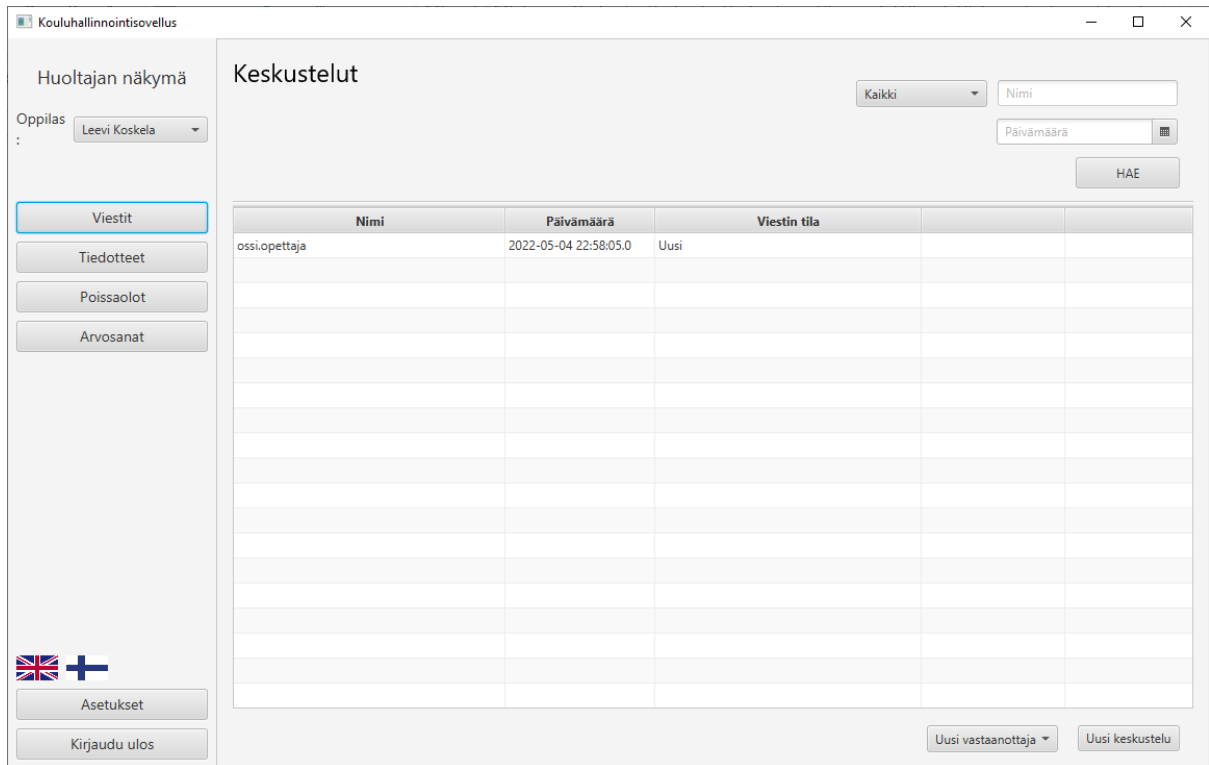 Kouluhallinnointisovellus
Huoltajan näkymä
Oppilas
:
Leevi Koskela
Viestit
Tiedotteet
Poissaolot
Arvosanat
Asetukset
Kirjaudu ulos
Keskustelut
Kaikki
Nimi
Päivämäärä
HAE
Nimi Päivämäärä Viestin tila
ossi.opettaja 2022-05-04 22:58:05.0 Uusi
Uusi vastaanottaja Uusi keskustelu